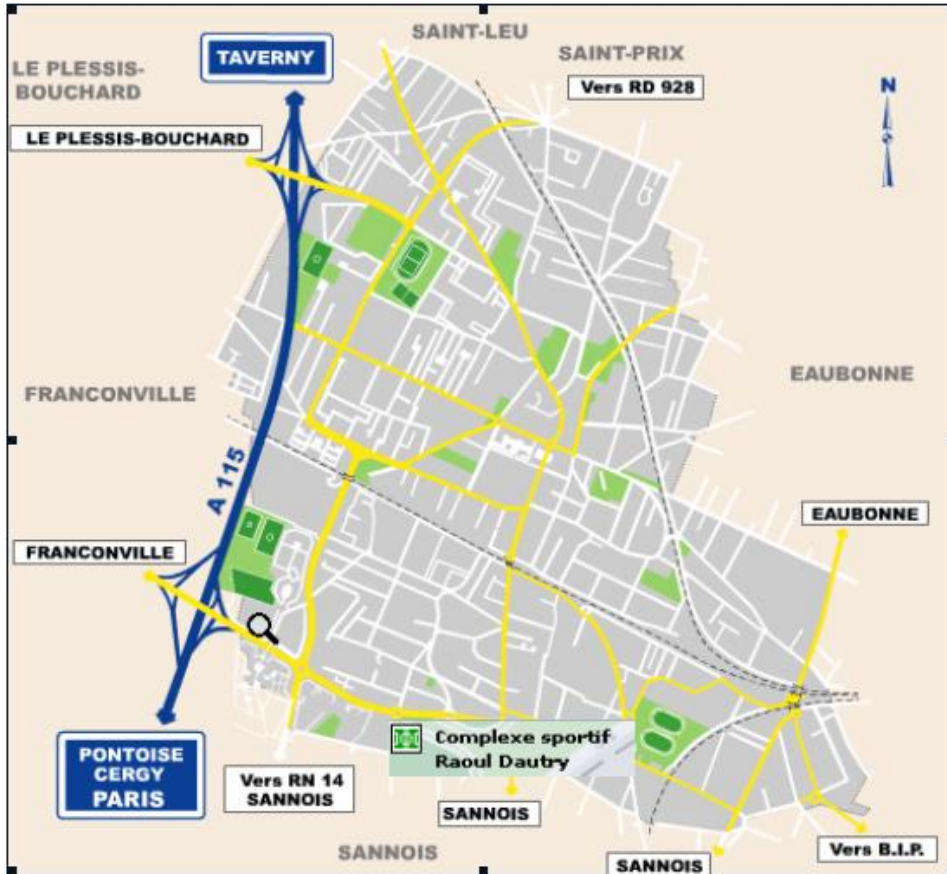 SAINT-LEU
TAVERNY
SAINT-PRIX
LE PLESSIS-
BOUCHARD
Vers RD 928
N
LE PLESSIS-BOUCHARD
FRANCONVILLE
EAUBONNE
A 115
EAUBONNE
FRANCONVILLE
Complexe sportif
Raoul Dautry
PONTOISE
CERGY
PARIS
Vers RN 14
SANNOIS
SANNOIS
SANNOIS
SANNOIS
Vers B.I.P.